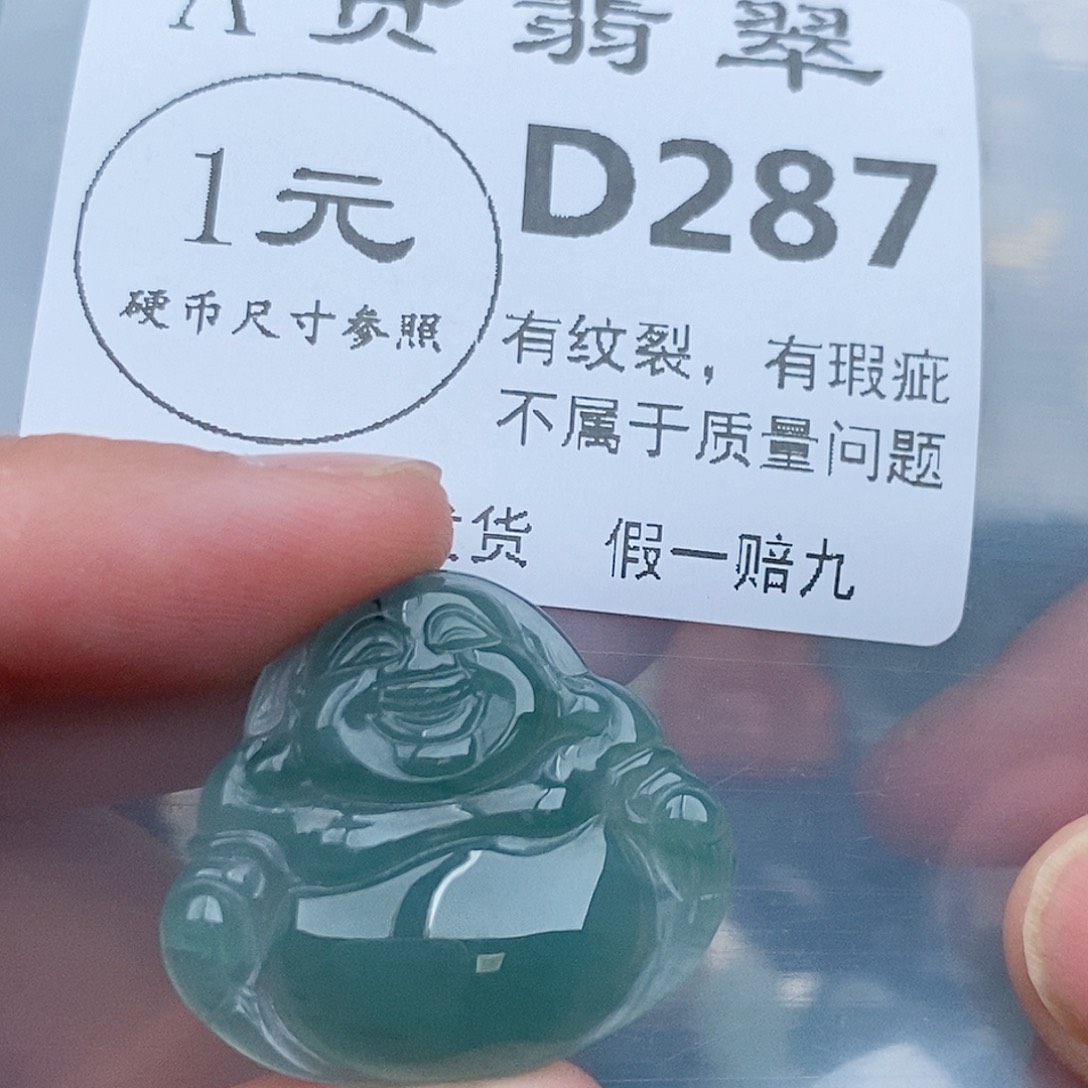 A货翡翠
1元
硬币尺寸参照
D287
有纹裂，有瑕疵
不属于质量问题
货 假一赔九